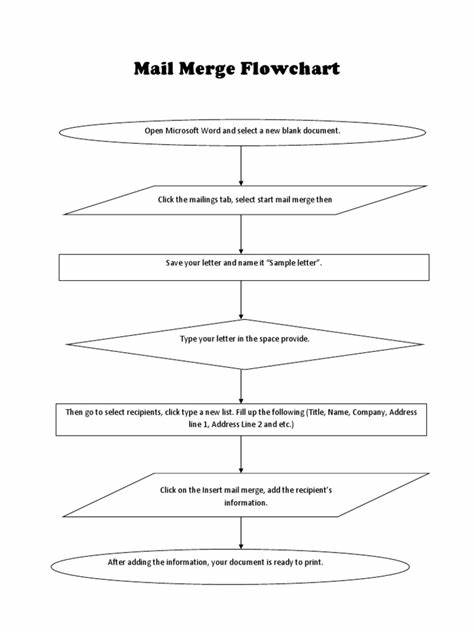 Mail Merge Flowchart
Open Microsoft Word and select a new blank document.
Click the mailings tab, select start mail merge then
Save your letter and name it “Sample letter”.
Type your letter in the space provide.
Then go to select recipients, click type a new list. Fill up the following (Title, Name, Company, Address
line 1, Address Line 2 and etc.)
Click on the Insert mail merge, add the recipient’s
information.
After adding the information, your document is ready to print.